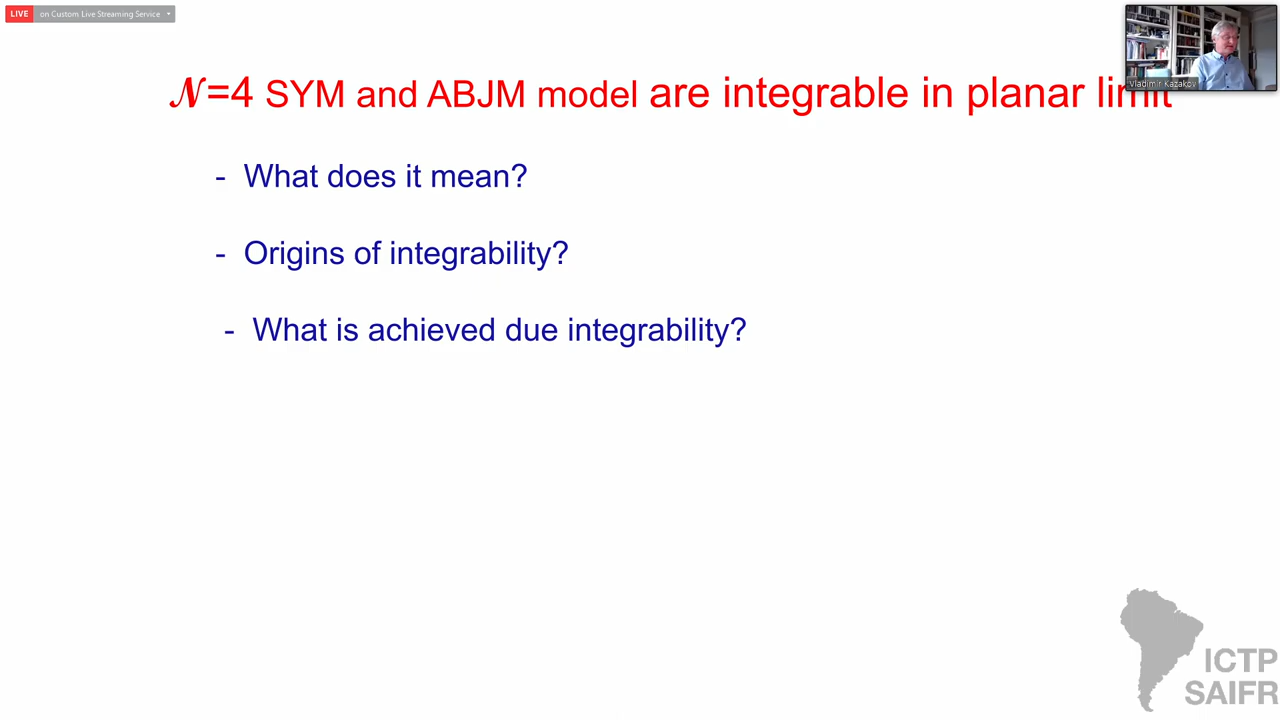 LIVE on Custom Live Streaming Service
𝒩=4 SYM and ABJM model are integrable in planar limit
Vladimir Kazakov
- What does it mean?
- Origins of integrability?
- What is achieved due integrability?
ICTP
SAIFR